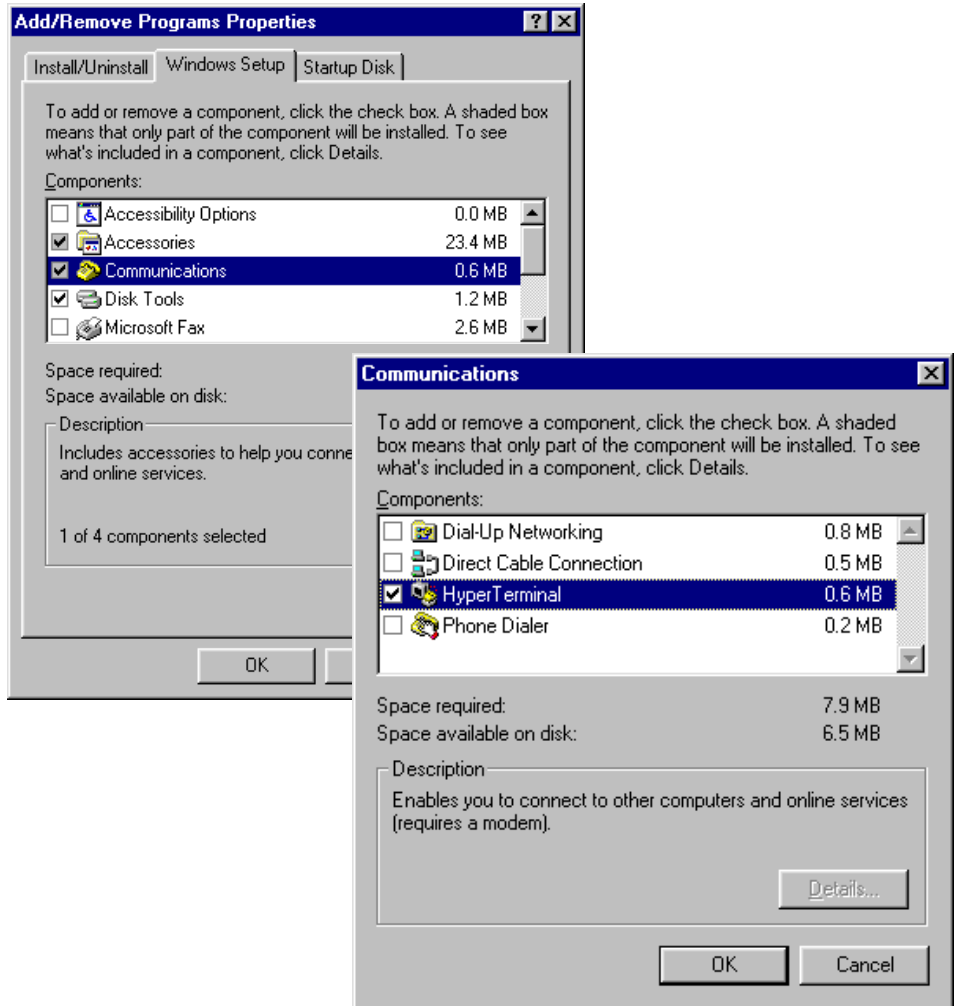 Add/Remove Programs Properties
Install/Uninstall Windows Setup Startup Disk
To add or remove a component, click the check box. A shaded box
means that only part of the component will be installed. To see
what's included in a component, click Details.
Components:
Accessibility Options 0.0 MB
Accessories 23.4 MB
Communications 0.6 MB
Disk Tools 1.2 MB
Microsoft Fax 2.6 MB
Space required:
Space available on disk:
Description
Includes accessories to help you conne
and online services.
1 of 4 components selected
OK
Communications
To add or remove a component, click the check box. A shaded
box means that only part of the component will be installed. To see
what's included in a component, click Details.
Components:
Dial-Up Networking 0.8 MB
Direct Cable Connection 0.5 MB
HyperTerminal 0.6 MB
Phone Dialer 0.2 MB
Space required: 7.9 MB
Space available on disk: 6.5 MB
Description
Enables you to connect to other computers and online services
(requires a modem).
Details...
OK Cancel